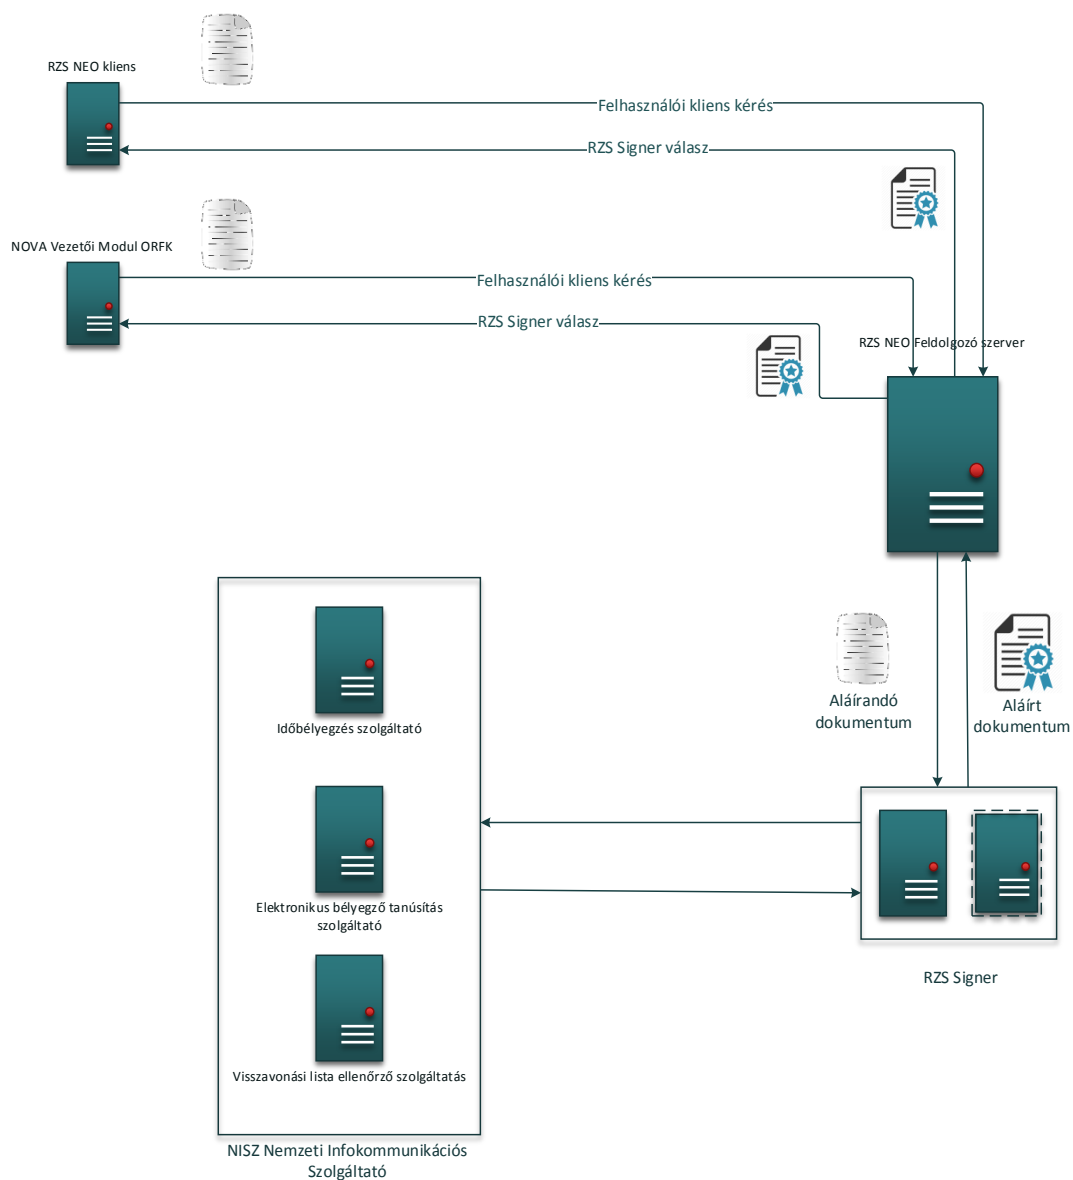 RZS NEO kliens
Felhasználói kliens kérés
RZS Signer válasz
NOVA Vezetői Modul ORFK
Felhasználói kliens kérés
RZS Signer válasz
RZS NEO Feldolgozó szerver
Aláírandó
dokumentum
Aláírt
dokumentum
Időbélyegzés szolgáltató
Elektronikus bélyegző tanúsítás
szolgáltató
RZS Signer
Visszavonási lista ellenőrző szolgáltatás
NISZ Nemzeti Infokommunikációs
Szolgáltató